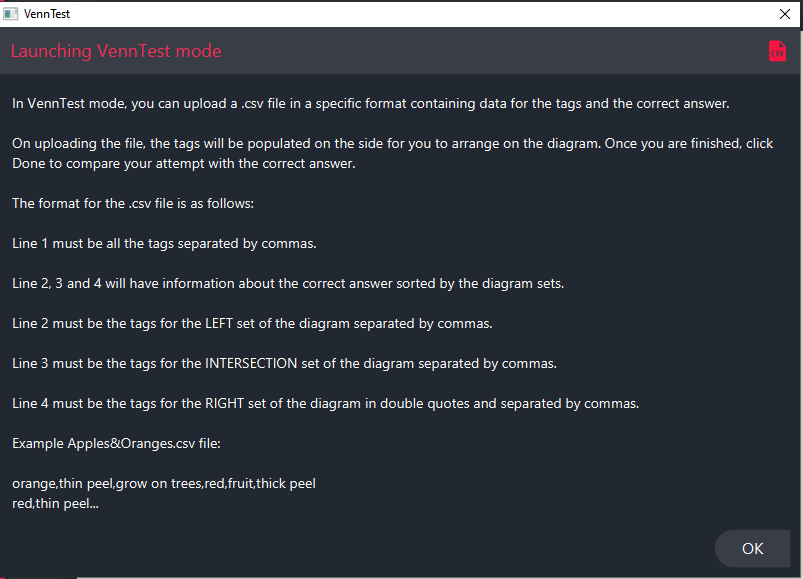 VennTest
Launching VennTest mode
CSV
In VennTest mode, you can upload a .csv file in a specific format containing data for the tags and the correct answer.
On uploading the file, the tags will be populated on the side for you to arrange on the diagram. Once you are finished, click
Done to compare your attempt with the correct answer.
The format for the .csv file is as follows:
Line 1 must be all the tags separated by commas.
Line 2, 3 and 4 will have information about the correct answer sorted by the diagram sets.
Line 2 must be the tags for the LEFT set of the diagram separated by commas.
Line 3 must be the tags for the INTERSECTION set of the diagram separated by commas.
Line 4 must be the tags for the RIGHT set of the diagram in double quotes and separated by commas.
Example Apples&Oranges.csv file:
orange,thin peel,grow on trees,red,fruit,thick peel
red,thin peel...
OK